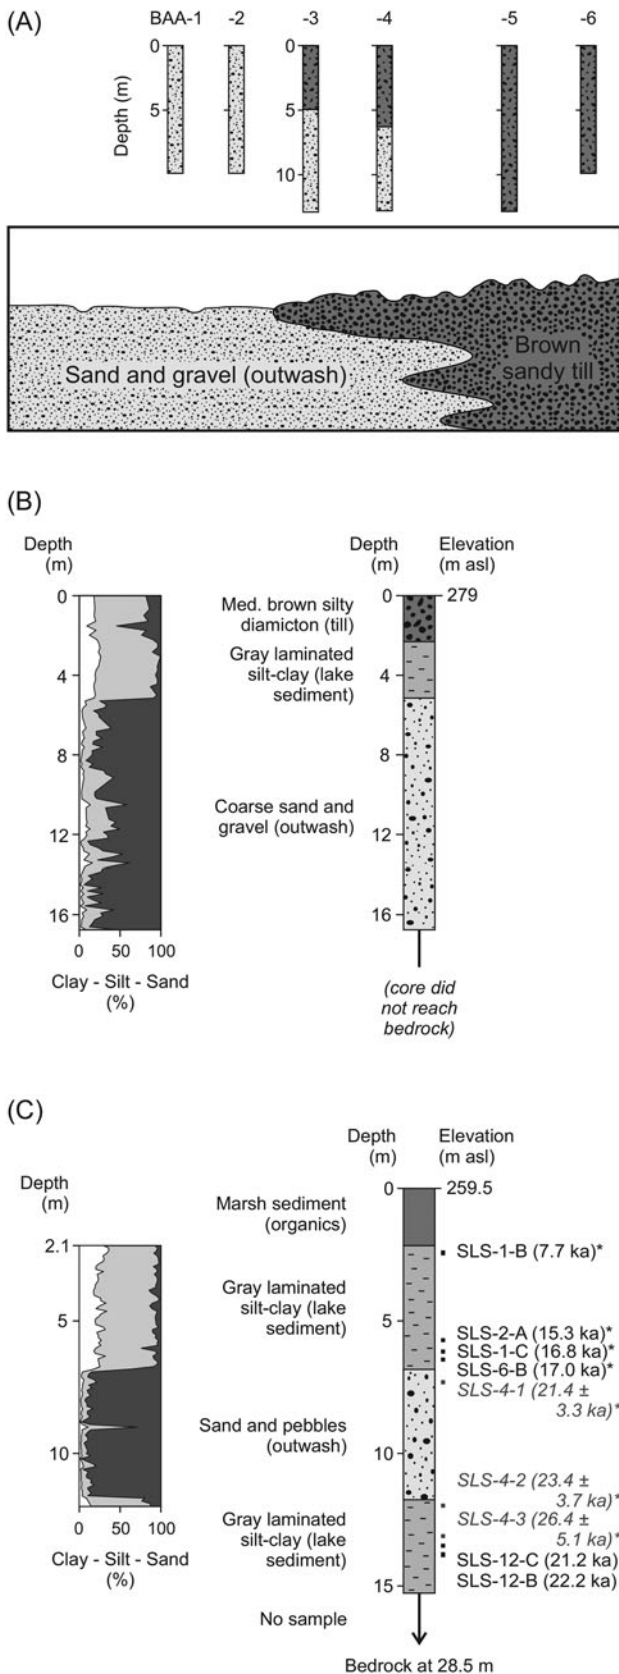 (A)
BAA-1 -2 -3 -4 -5 -6
0 0
Depth (m)
5 5
10
Sand and gravel (outwash)
Brown
sandy till
(B)
Depth
(m)
Depth
(m)
Elevation
(m asl)
0
4
8
12
16
0 50 100
Clay - Silt - Sand
(%)
Med. brown silty
diamicton (till)
Gray laminated
silt-clay (lake
sediment)
Coarse sand and
gravel (outwash)
0
4
8
12
16
279
(core did
not reach
bedrock)
(C)
Depth
(m)
Elevation
(m asl)
Depth
(m)
2.1
5
10
0 50 100
Clay - Silt - Sand
(%)
Marsh sediment
(organics)
Gray laminated
silt-clay (lake
sediment)
Sand and pebbles
(outwash)
Gray laminated
silt-clay (lake
sediment)
No sample
0
5
10
15
259.5
SLS-1-B (7.7 ka)*
SLS-2-A (15.3 ka)*
SLS-1-C (16.8 ka)*
SLS-6-B (17.0 ka)*
SLS-4-1 (21.4 ±
3.3 ka)*
SLS-4-2 (23.4 ±
3.7 ka)*
SLS-4-3 (26.4 ±
5.1 ka)*
SLS-12-C (21.2)
SLS-12-B (22.2 ka)
Bedrock at 28.5 m